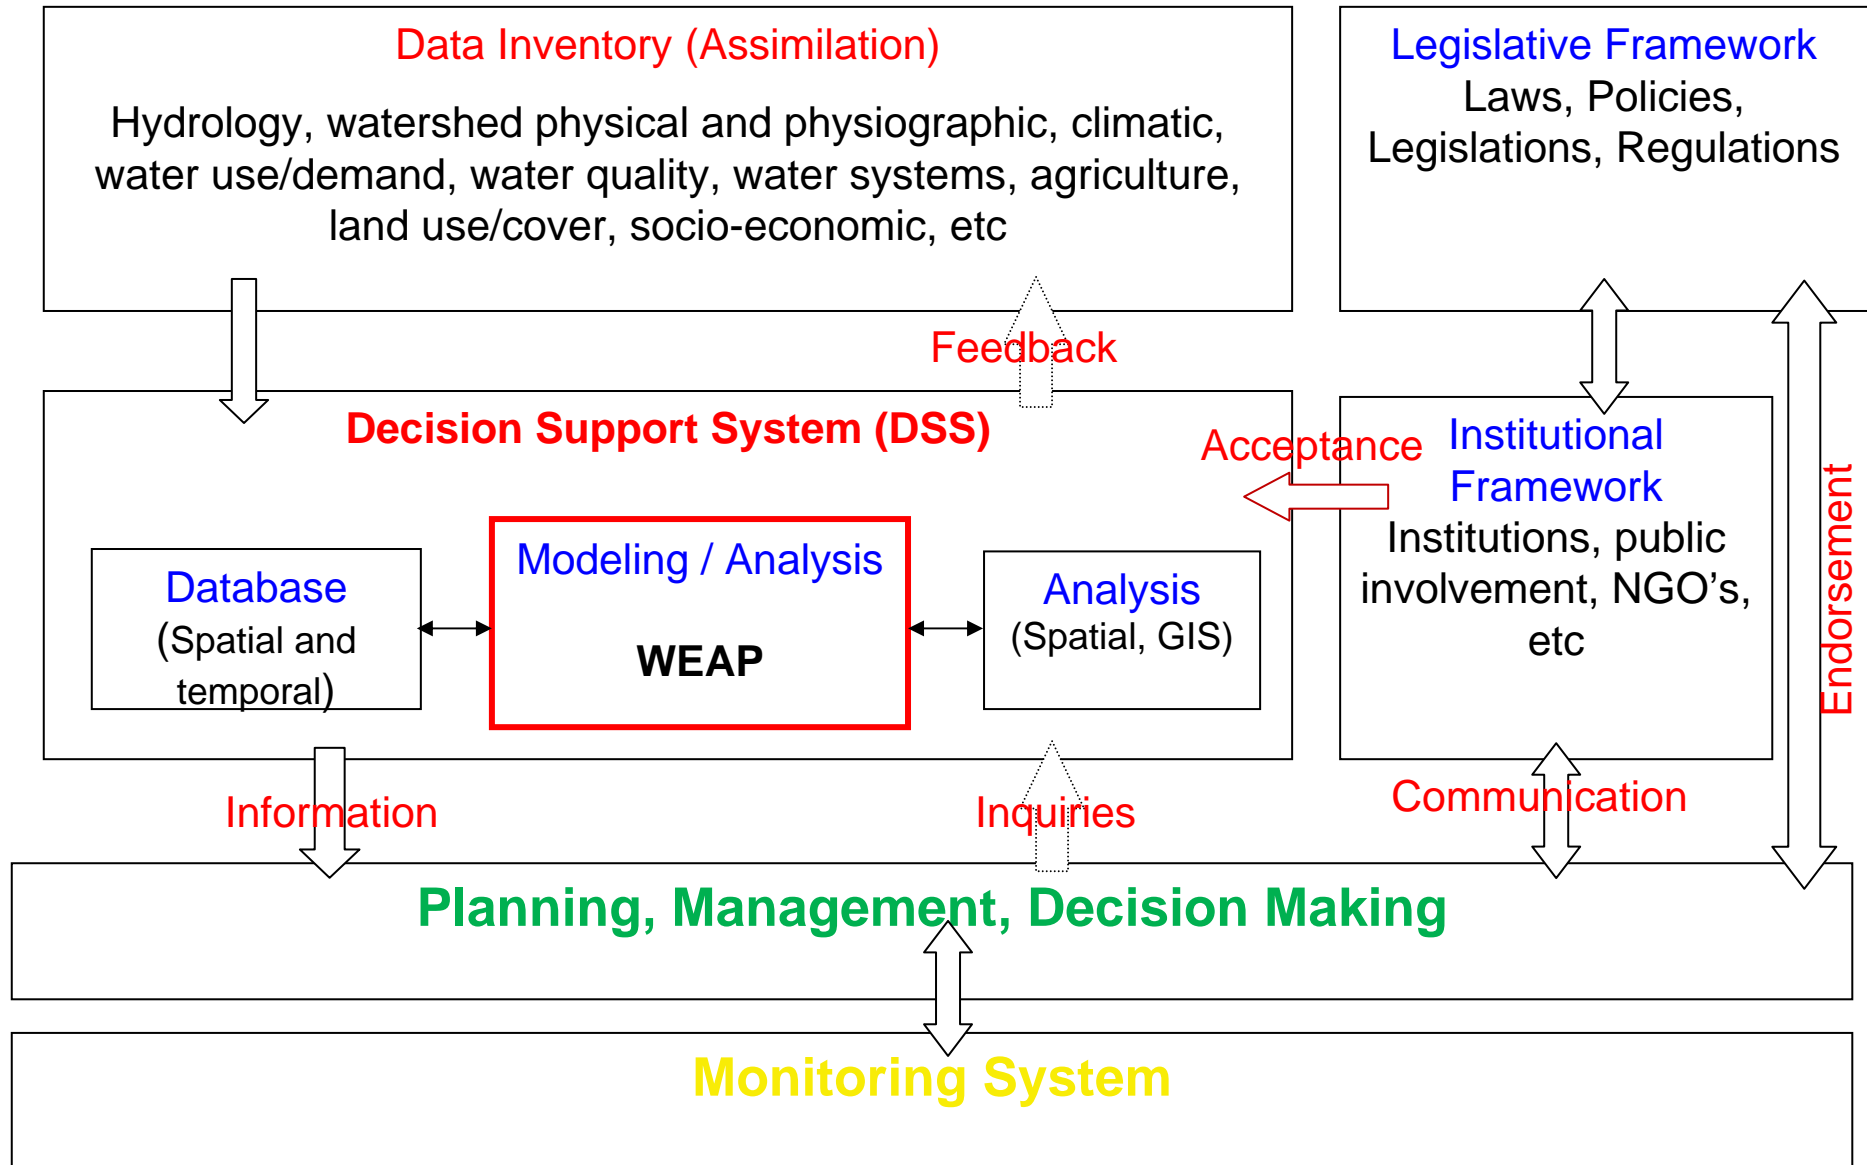 Data Inventory (Assimilation)
Hydrology, watershed physical and physiographic, climatic,
water use/demand, water quality, water systems, agriculture,
land use/cover, socio-economic, etc
Legislative Framework
Laws, Policies,
Legislations, Regulations
Feedback
Decision Support System (DSS)
Acceptance
Institutional
Framework
Institutions, public
involvement, NGO’s,
etc
Endorsement
Database
(Spatial and
temporal)
Modeling / Analysis
WEAP
Analysis
(Spatial, GIS)
Information
Inquiries
Communication
Planning, Management, Decision Making
Monitoring System